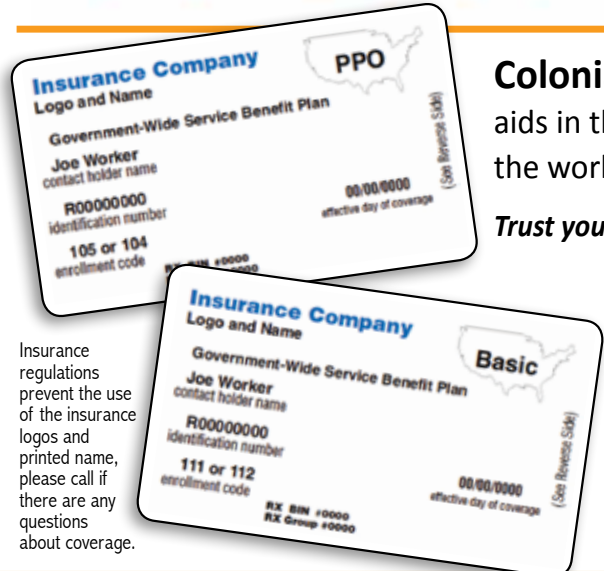 Insurance Company
Logo and Name
PPO
Government-Wide Service Benefit Plan
Joe Worker
contact holder name
R00000000
identification number
00/00/0000
effective day of coverage
105 or 104
enrollment code
RX BIN #0000
(See Reverse Side)
Coloni
aids in th
the worl
Trust you
Insurance Company
Logo and Name
Basic
Government-Wide Service Benefit Plan
Joe Worker
contact holder name
R00000000
identification number
00/00/0000
effective day of coverage
111 or 112
enrollment code
RX BIN #0000
RX Group #0000
(See Reverse Side)
Insurance
regulations
prevent the use
of the insurance
logos and
printed name,
please call if
there are any
questions
about coverage.